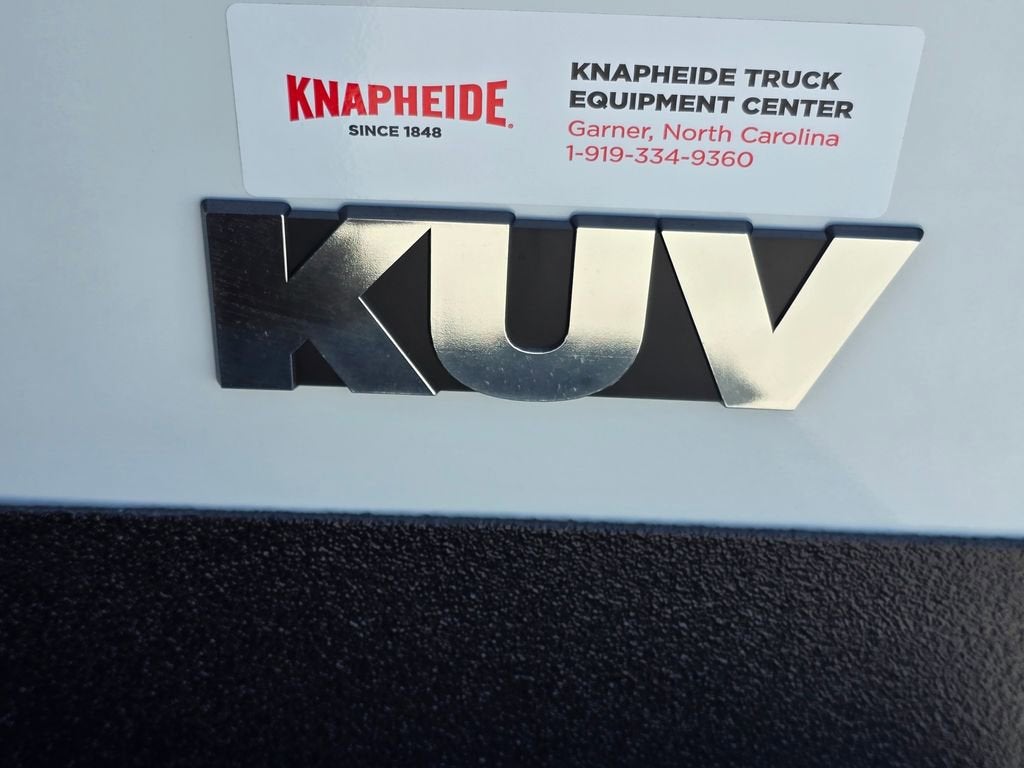 KNAPHEIDE
SINCE 1848
KNAPHEIDE TRUCK
EQUIPMENT CENTER
Garner, North Carolina
1-919-334-9360
KUV